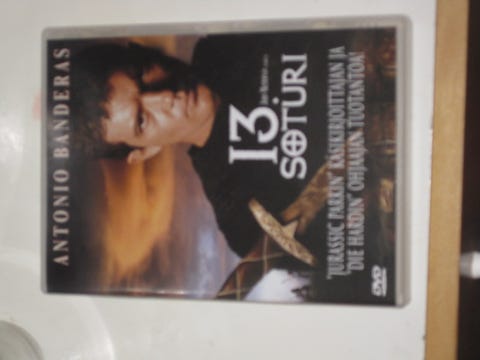 ANTONIO BANDERAS
13.
SOTURI
"JURASSIC PARKIN" KÄSIKIRJOITTAJAN JA
"DIE HARDIN" OHJAAJAN TUOTANTOA!
DVD